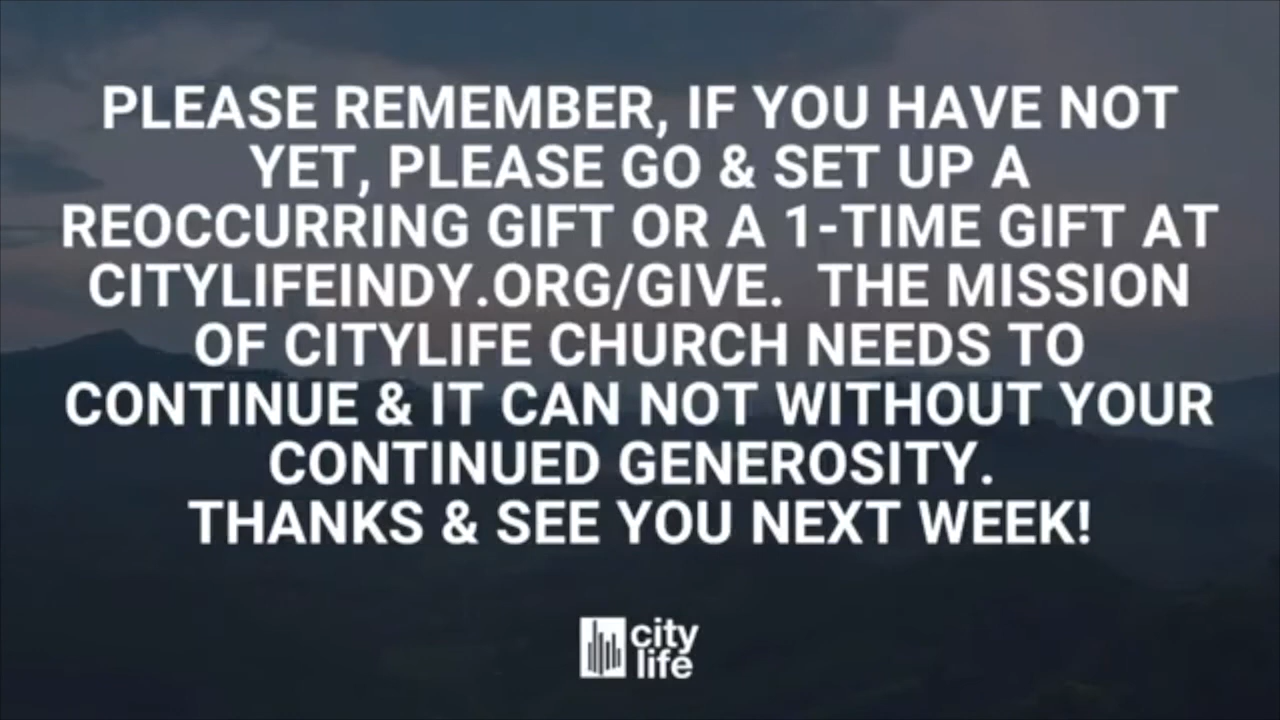 PLEASE REMEMBER, IF YOU HAVE NOT
YET, PLEASE GO & SET UP A
REOCCURRING GIFT OR A 1-TIME GIFT AT
CITYLIFEINDY.ORG/GIVE. THE MISSION
OF CITYLIFE CHURCH NEEDS TO
CONTINUE & IT CAN NOT WITHOUT YOUR
CONTINUED GENEROSITY.
THANKS & SEE YOU NEXT WEEK!
city
life